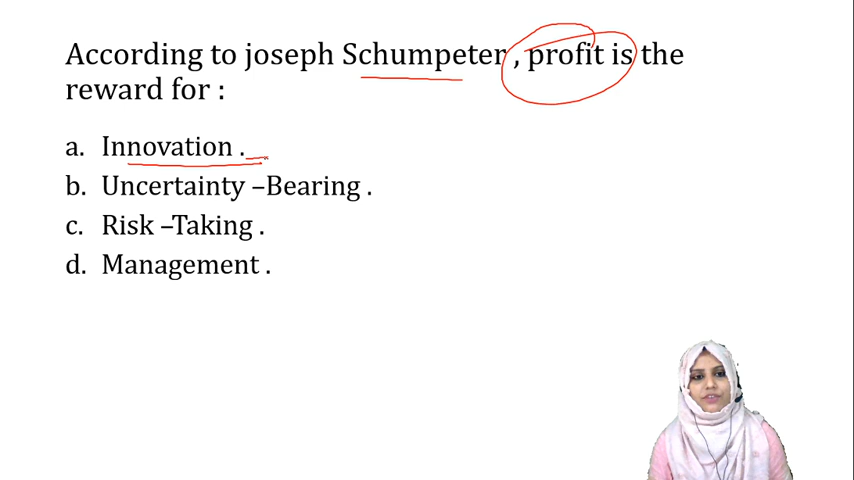 According to joseph Schumpeter , profit is the
reward for :
a. Innovation .
b. Uncertainty –Bearing .
c. Risk –Taking .
d. Management .